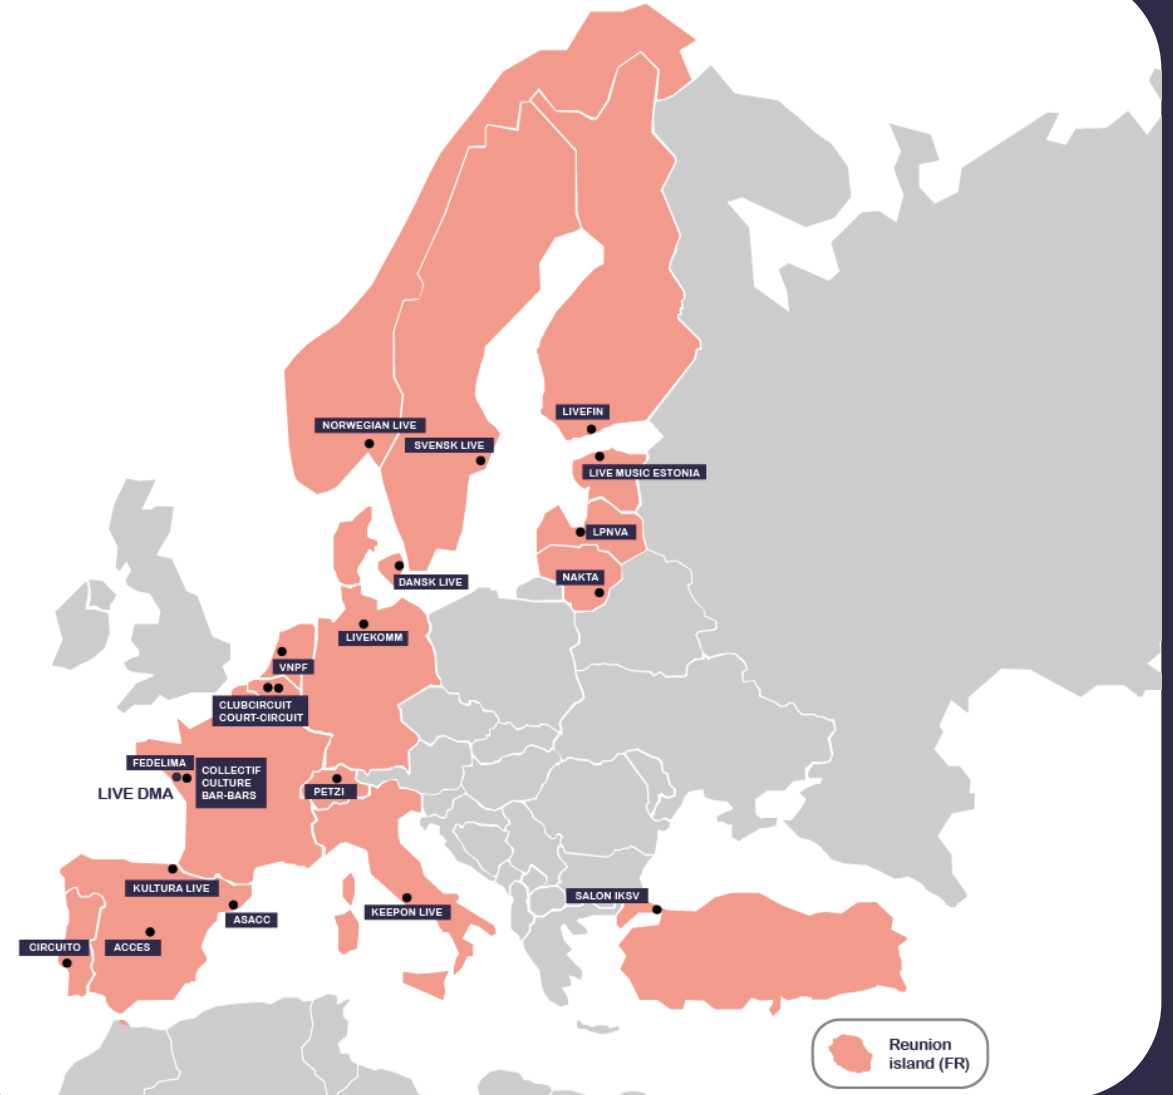 LIVEFIN
NORWEGIAN LIVE
SVENSK LIVE
LIVE MUSIC ESTONIA
LPNVA
NAKTA
DANSK LIVE
LIVEKOMM
VNPF
CLUBCIRCUIT
COURT-CIRCUIT
FEDELIMA
COLLECTIF
CULTURE
BAR-BARS
LIVE DMA
PETZI
KULTURA LIVE
SALON IKSV
KEEPON LIVE
ASACC
CIRCUITO
ACCES
Reunion
island (FR)